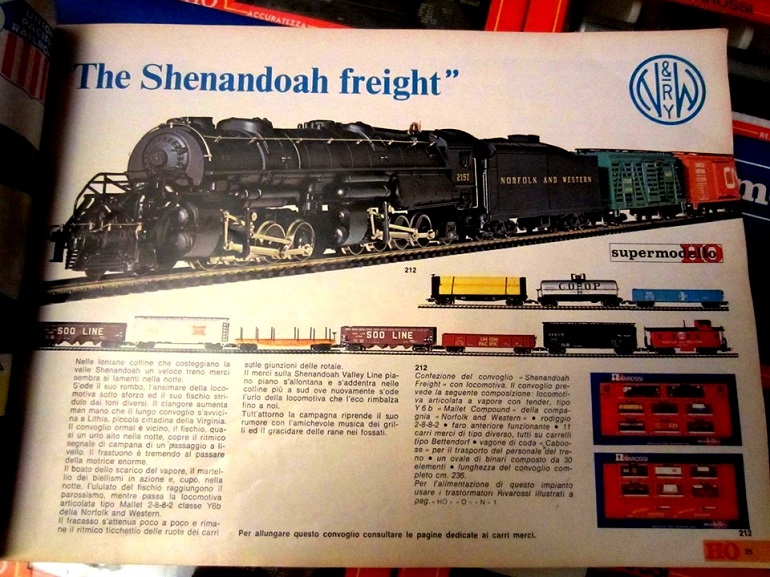 UNION
PACIFIC
RAILROAD
HO
ACCURATEZZA
ROSSI
The Shenandoah freight”
N&W
RY
2197
NORFOLK AND WESTERN
supermodello HO
212
CO-OP
SOO LINE
SOO LINE
UNION
PACIFIC
Nelle lontane colline che costeggiano la
valle Shenandoah un veloce treno merci
sembra si lamenti nella notte.
S'ode il suo rombo, l'ansimare della loco-
motiva sotto sforzo ed il suo fischio stri-
dulo dai toni diversi. Il clangore aumenta
man mano che il lungo convoglio s'avvici-
na a Lithia, piccola cittadina della Virginia.
Il convoglio ormai è vicino, il fischio, qua-
si un urlo alto nella notte, copre il ritmico
segnale di campana di un passaggio a li-
vello. Il frastuono è tremendo al passare
della motrice enorme.
Il boato dello scarico del vapore, il martel-
lio dei biellismi in azione e, cupo, nella
notte, l'ululato del fischio raggiungono il
parossismo, mentre passa la locomotiva
articolata tipo Mallet 2-8-8-2 classe Y6b
della Norfolk and Western.
Il fracasso s'attenua poco a poco e rima-
ne il ritmico ticchettio delle ruote dei carri
sulle giunzioni delle rotaie.
Il merci sulla Shenandoah Valley Line pia-
no piano s'allontana e s'addentra nelle
colline più a sud ove nuovamente s'ode
l'urlo della locomotiva che l'eco rimbalza
fino a noi.
Tutt'attorno la campagna riprende il suo
rumore con l'amichevole musica dei gril-
li ed il gracidare delle rane nei fossati.
212
Confezione del convoglio «Shenandoah
Freight» con locomotiva. Il convoglio pre-
vede la seguente composizione: locomoti-
va articolata a vapore con tender, tipo
Y 6 b « Mallet Compound » della compa-
gnia « Norfolk and Western » • rodiggio
2-8-8-2 • faro anteriore funzionante • 11
carri merci di tipo diverso, tutti su carrelli
tipo Bettendorf • vagone di coda « Caboo-
se » per il trasporto del personale del tre-
no • un ovale di binari composto da 30
elementi • lunghezza del convoglio com-
pleto cm. 236.
Per l'alimentazione di questo impianto
usare i trasformatori Rivarossi illustrati a
pag. « HO » - « O » - « N » 1.
RIVAROSSI
RIVAROSSI
212
Per allungare questo convoglio consultare le pagine dedicate ai carri merci.
HO